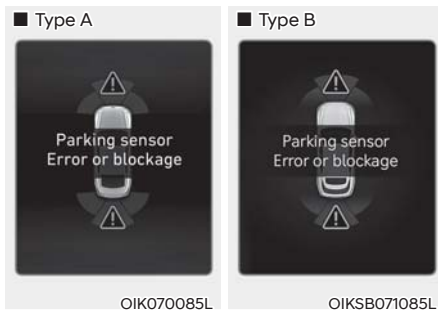 ■ Type A
Parking sensor
Error or blockage
OIK070085L
■ Type B
Parking sensor
Error or blockage
OIKSB071085L